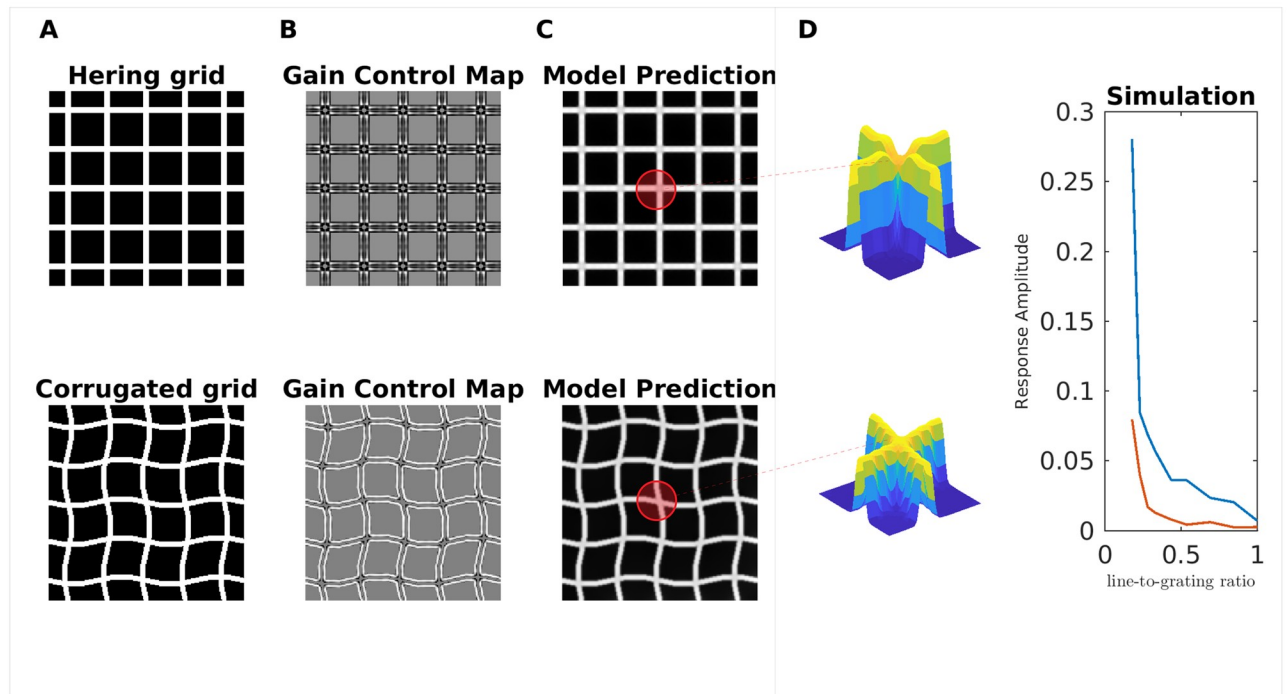 A
B
C
D
Hering grid
Gain Control Map
Model Prediction
Simulation
0.3
0.25
0.2
0.15
0.1
0.05
0
Response Amplitude
0
0.5
1
line-to-grating ratio
Corrugated grid
Gain Control Map
Model Prediction